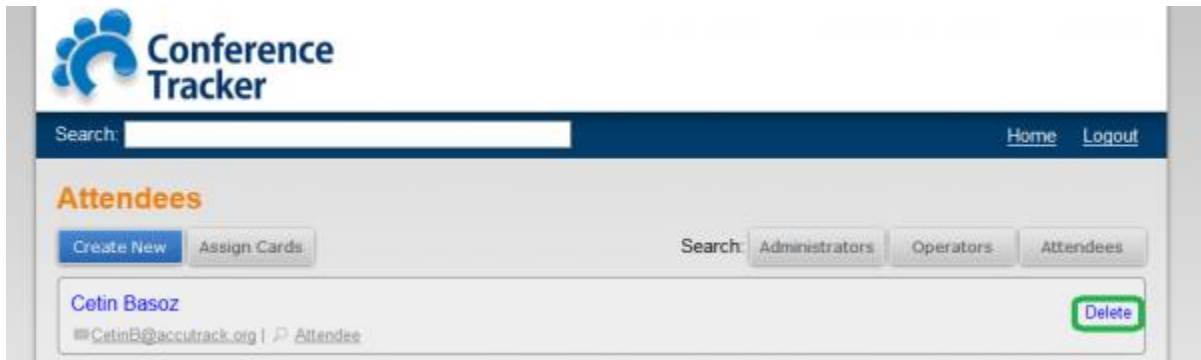 Conference
Tracker
Search: Home Logout
Attendees
Create New Assign Cards Search: Administrators Operators Attendees
Cetin Basoz Delete
CetinB@accutrack.org | Attendee